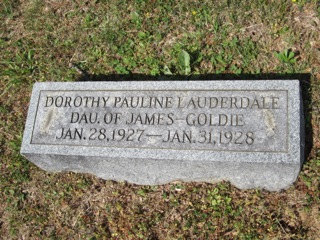 DOROTHY PAULINE LAUDERDALE
DAU. OF JAMES-GOLDIE
JAN. 28, 1927—JAN. 31, 1928